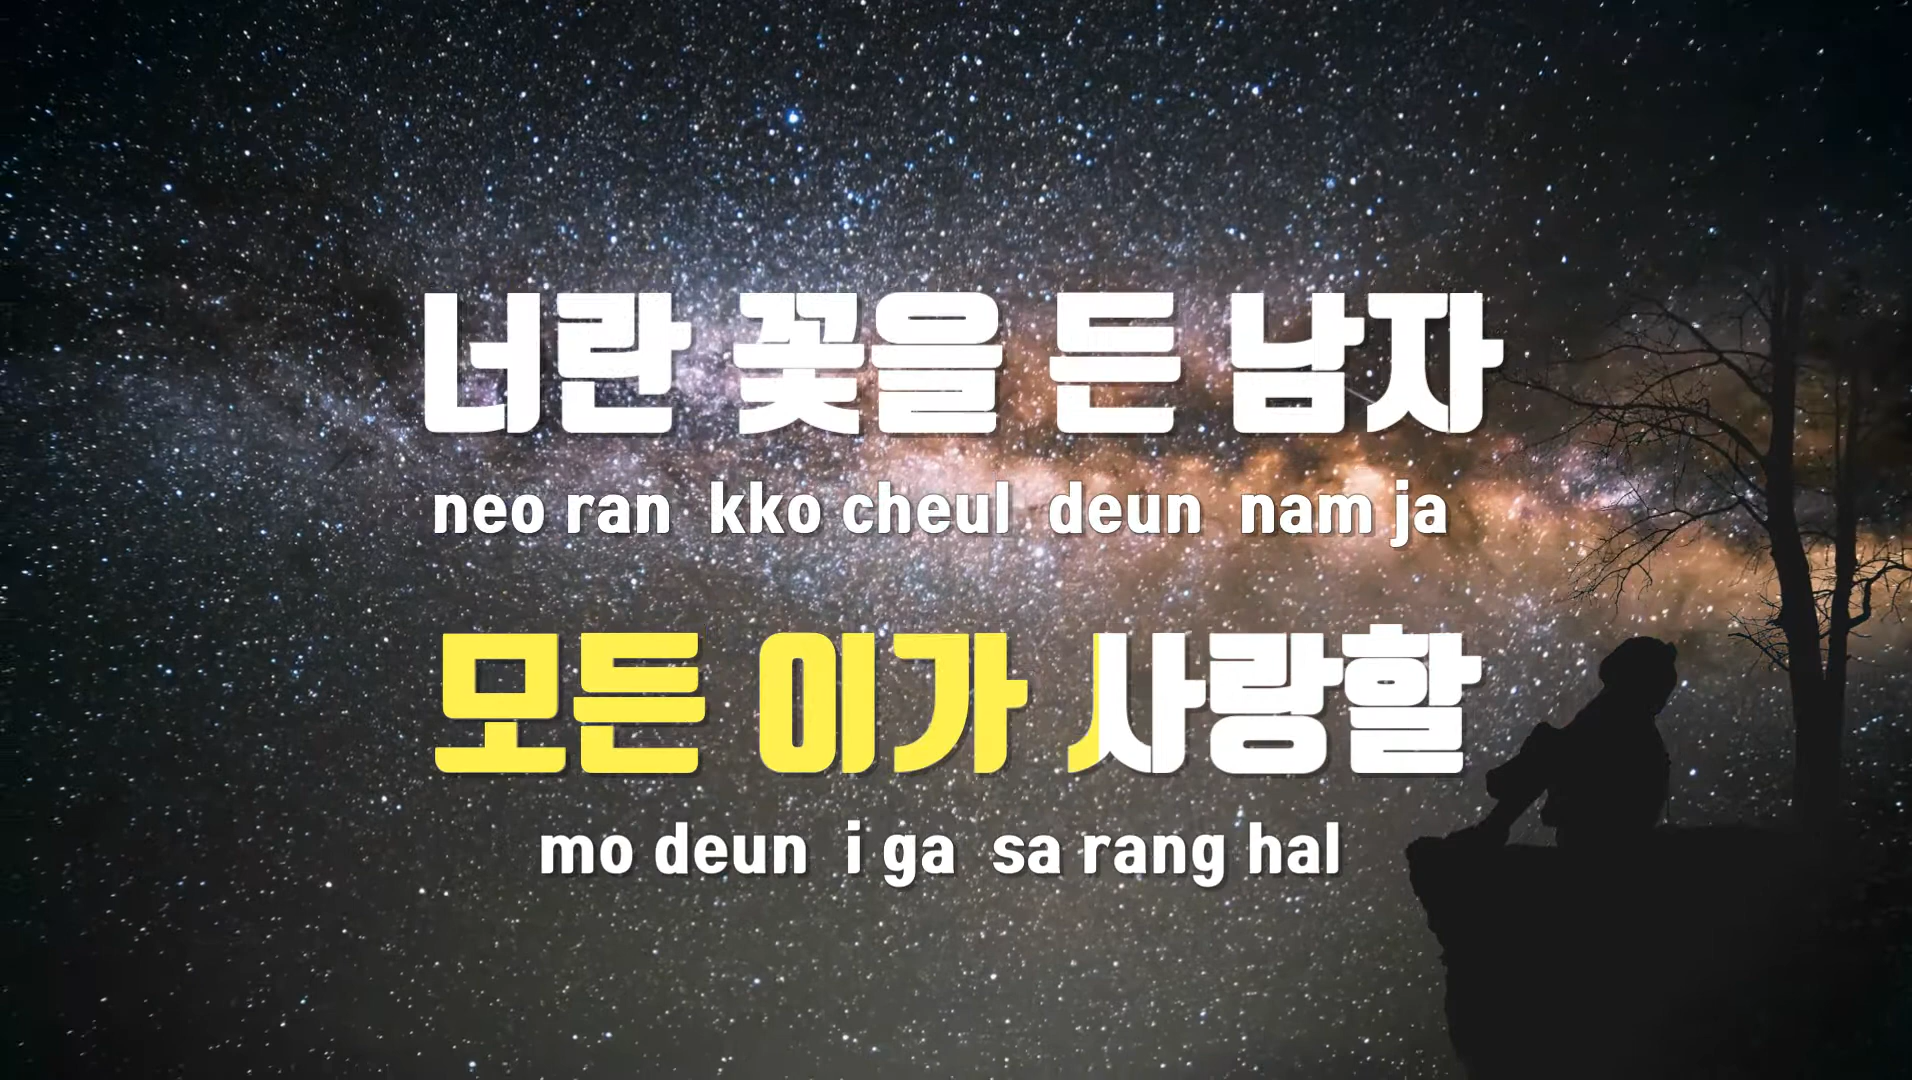 너란 꽃을 든 남자
neo ran kko cheul deun nam ja
모든 이가 사랑할
mo deun i ga sa rang hal